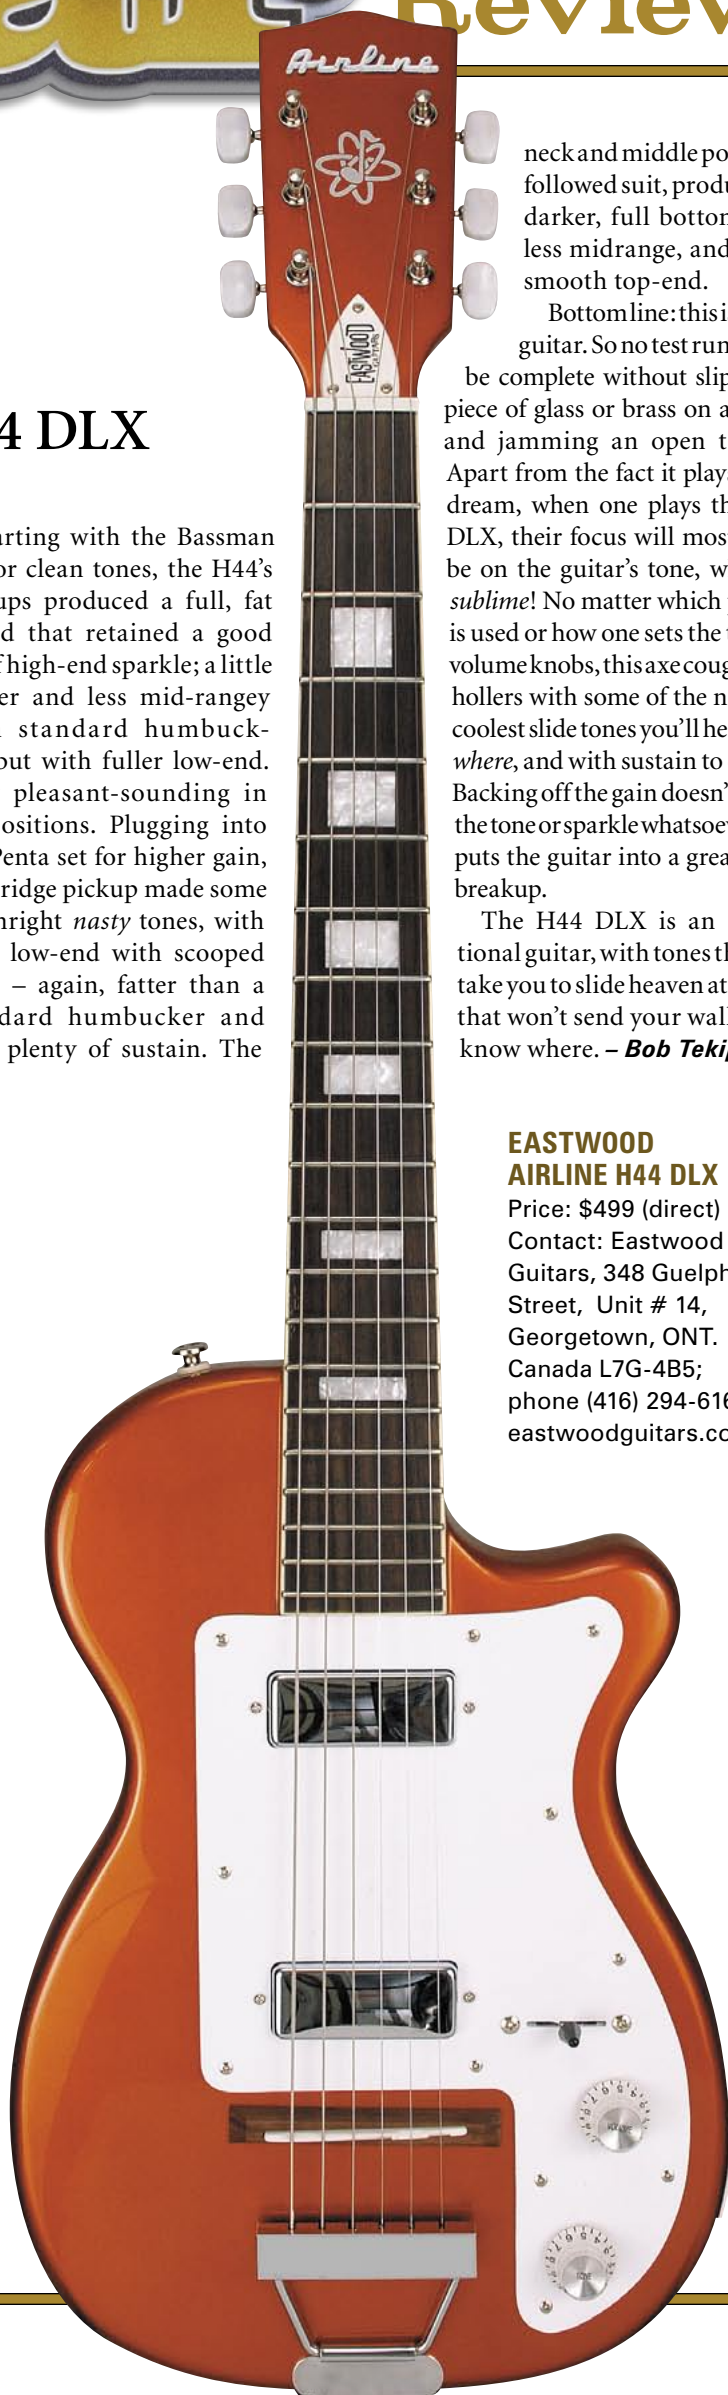 Review
Airline
EASTWOOD
GUITARS
4 DLX
arting with the Bassman
or clean tones, the H44's
ups produced a full, fat
d that retained a good
f high-end sparkle; a little
er and less mid-rangey
standard humbuck-
out with fuller low-end.
pleasant-sounding in
ositions. Plugging into
Penta set for higher gain,
ridge pickup made some
nright nasty tones, with
low-end with scooped
– again, fatter than a
dard humbucker and
plenty of sustain. The
neck and middle po
followed suit, produ
darker, full botton
less midrange, and
smooth top-end.
Bottom line: this i
guitar. So no test run
be complete without slip
piece of glass or brass on a
and jamming an open t
Apart from the fact it play
dream, when one plays th
DLX, their focus will mos
be on the guitar's tone, w
sublime! No matter which
is used or how one sets the
volume knobs, this axe coug
hollers with some of the n
coolest slide tones you'll he
where, and with sustain to
Backing off the gain doesn'
the tone or sparkle whatsoev
puts the guitar into a grea
breakup.
The H44 DLX is an
tional guitar, with tones th
take you to slide heaven at
that won't send your wall
know where. – Bob Tekip
EASTWOOD
AIRLINE H44 DLX
Price: $499 (direct)
Contact: Eastwood
Guitars, 348 Guelph
Street, Unit # 14,
Georgetown, ONT.
Canada L7G-4B5;
phone (416) 294-616
eastwoodguitars.co
VOLUME
TONE